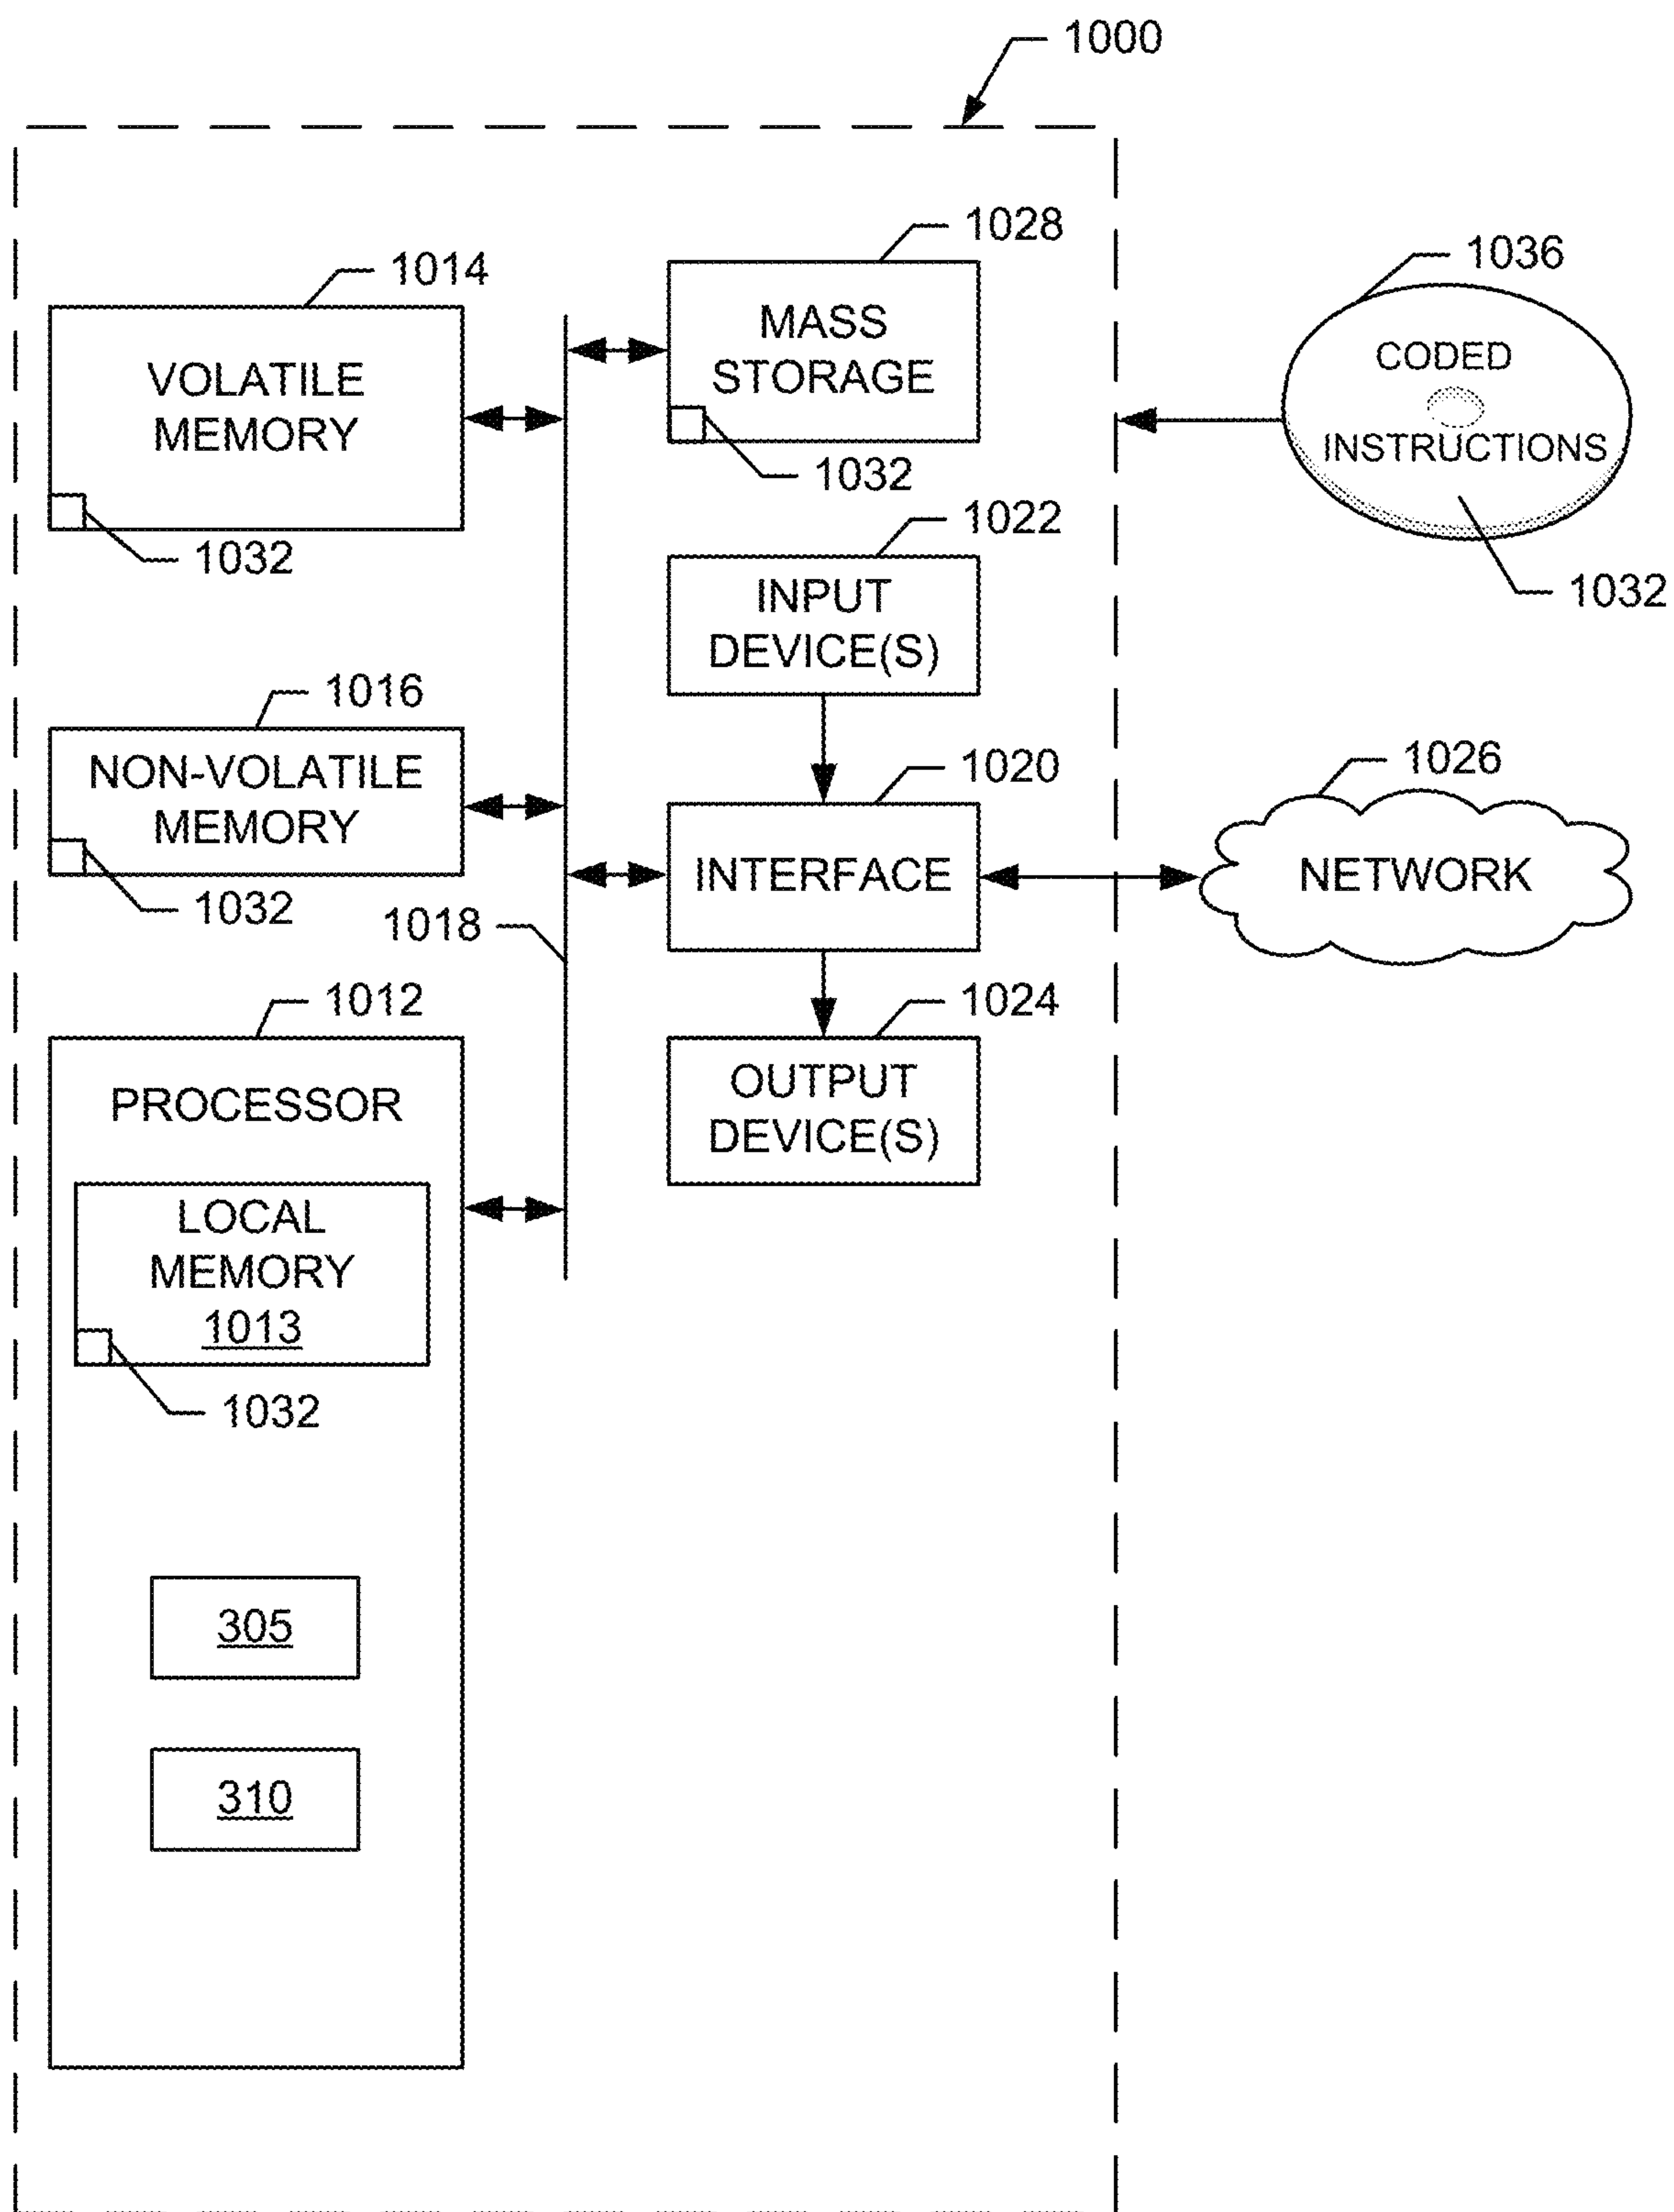 1000
1014
VOLATILE
MEMORY
1032
1028
MASS
STORAGE
1032
1036
CODED
INSTRUCTIONS
1032
1022
INPUT
DEVICE(S)
1016
NON-VOLATILE
MEMORY
1032
1018
1020
INTERFACE
1026
NETWORK
1012
PROCESSOR
LOCAL
MEMORY
1013
1032
1024
OUTPUT
DEVICE(S)
305
310